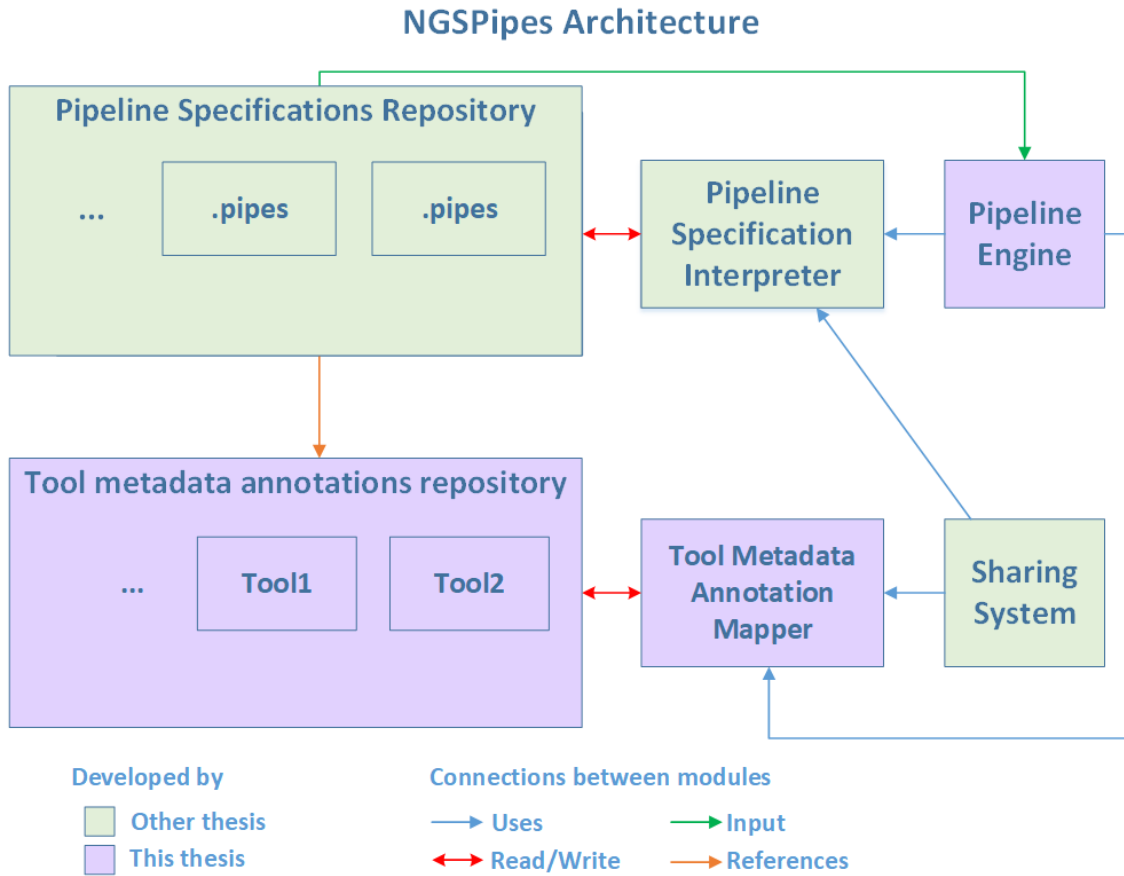 NGSPipes Architecture
Pipeline Specifications Repository
...
.pipes
.pipes
Pipeline
Specification
Interpreter
Pipeline
Engine
Tool metadata annotations repository
...
Tool1
Tool2
Tool Metadata
Annotation
Mapper
Sharing
System
Developed by
Other thesis
This thesis
Connections between modules
Uses
Input
Read/Write
References